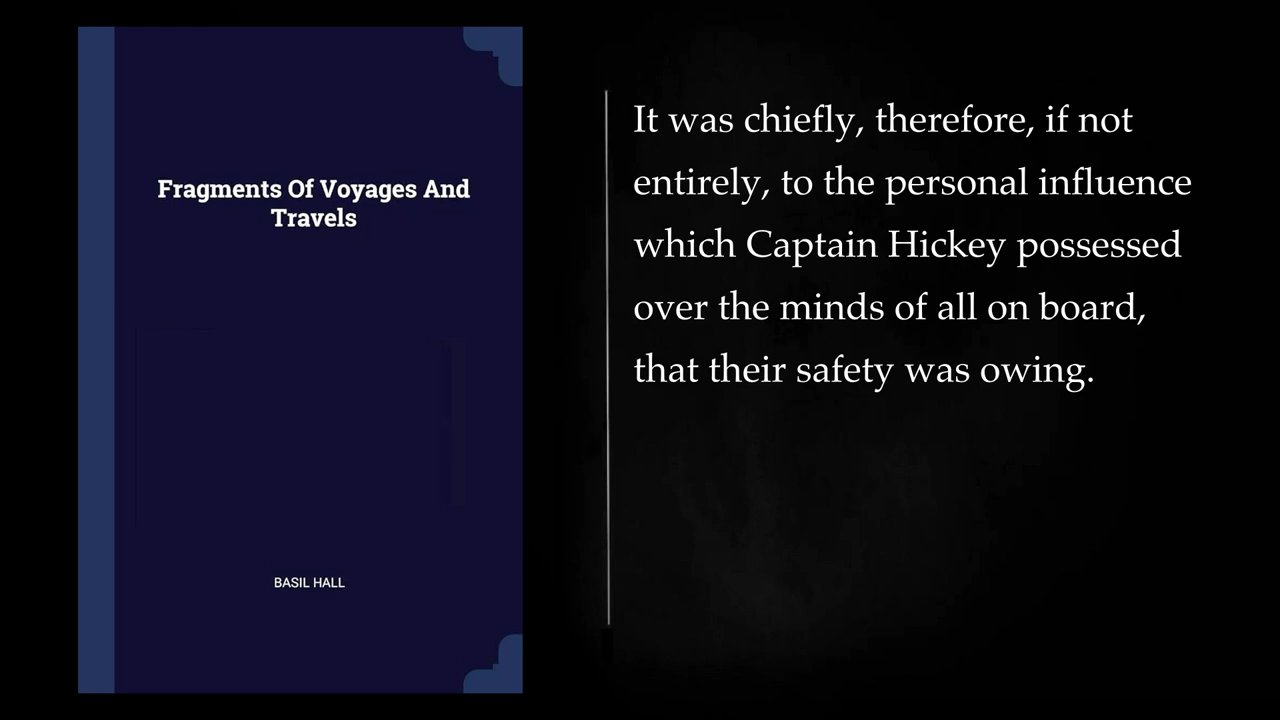 Fragments Of Voyages And
Travels
BASIL HALL
It was chiefly, therefore, if not
entirely, to the personal influence
which Captain Hickey possessed
over the minds of all on board,
that their safety was owing.